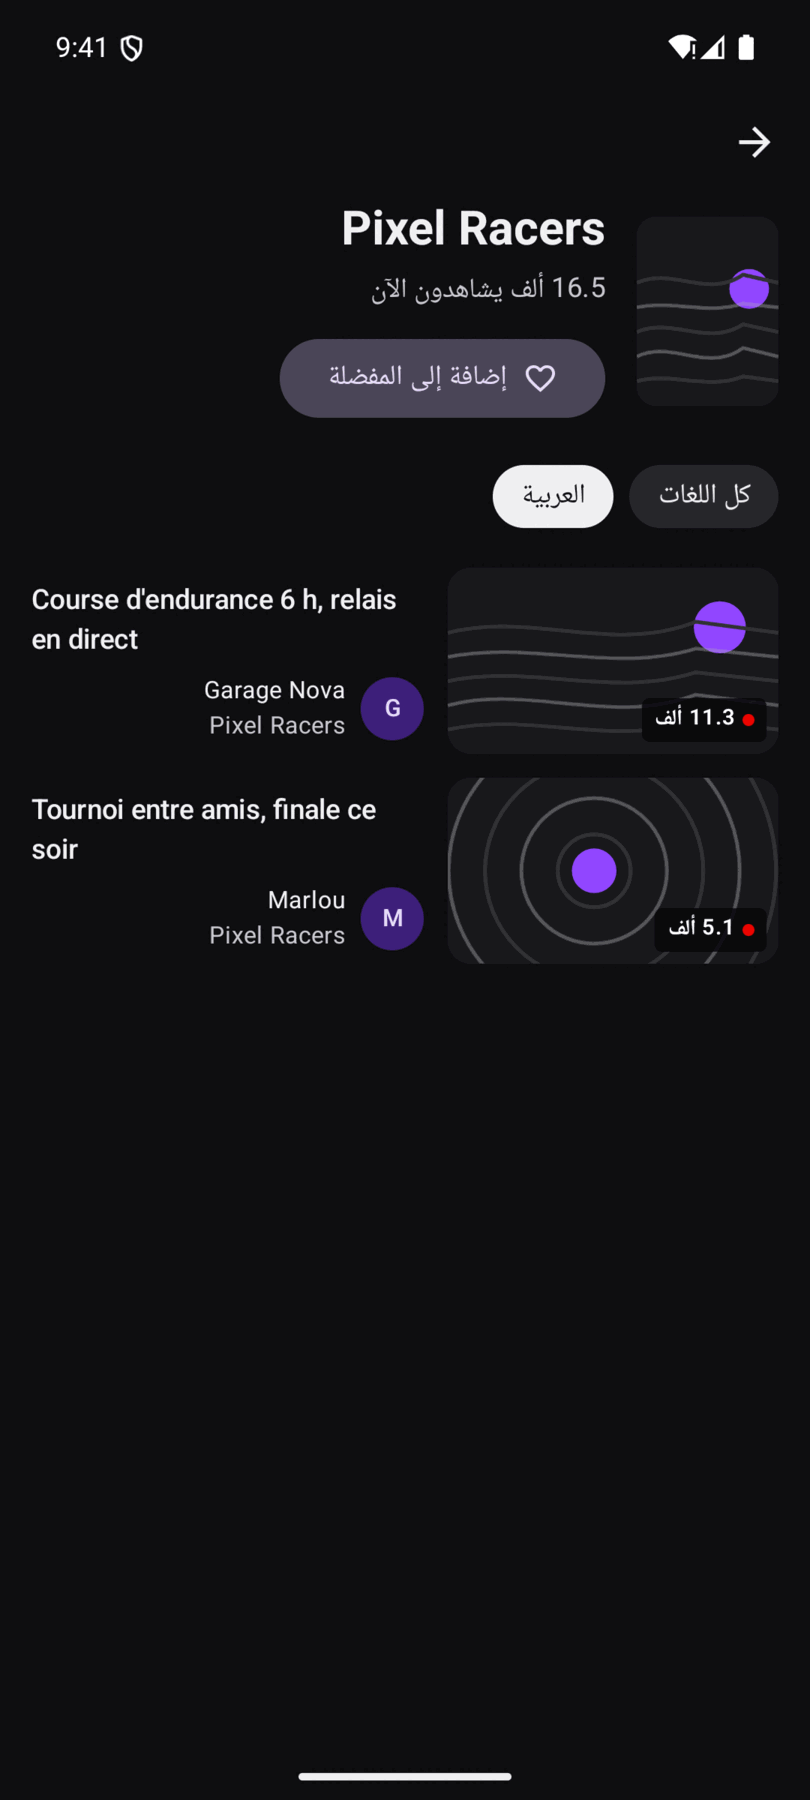 9:41
Pixel Racers
16.5 ألف يشاهدون الآن
إضافة إلى المفضلة
كل اللغات
العربية
11.3 ألف
Course d'endurance 6 h, relais
en direct
G
Garage Nova
Pixel Racers
5.1 ألف
Tournoi entre amis, finale ce
soir
M
Marlou
Pixel Racers